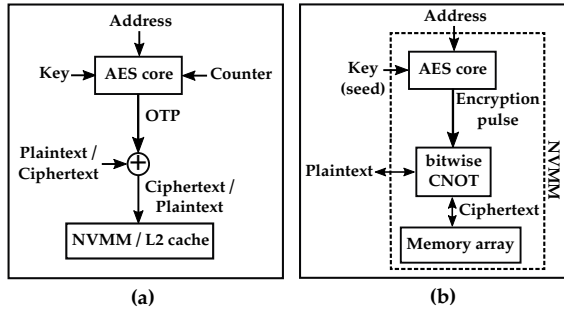 Address
Key
AES core
Counter
OTP
Plaintext /
Ciphertext
+
Ciphertext /
Plaintext
NVMM / L2 cache
(a)
Address
Key
(seed)
AES core
Encryption
pulse
NVMM
Plaintext
bitwise
CNOT
Ciphertext
Memory array
(b)